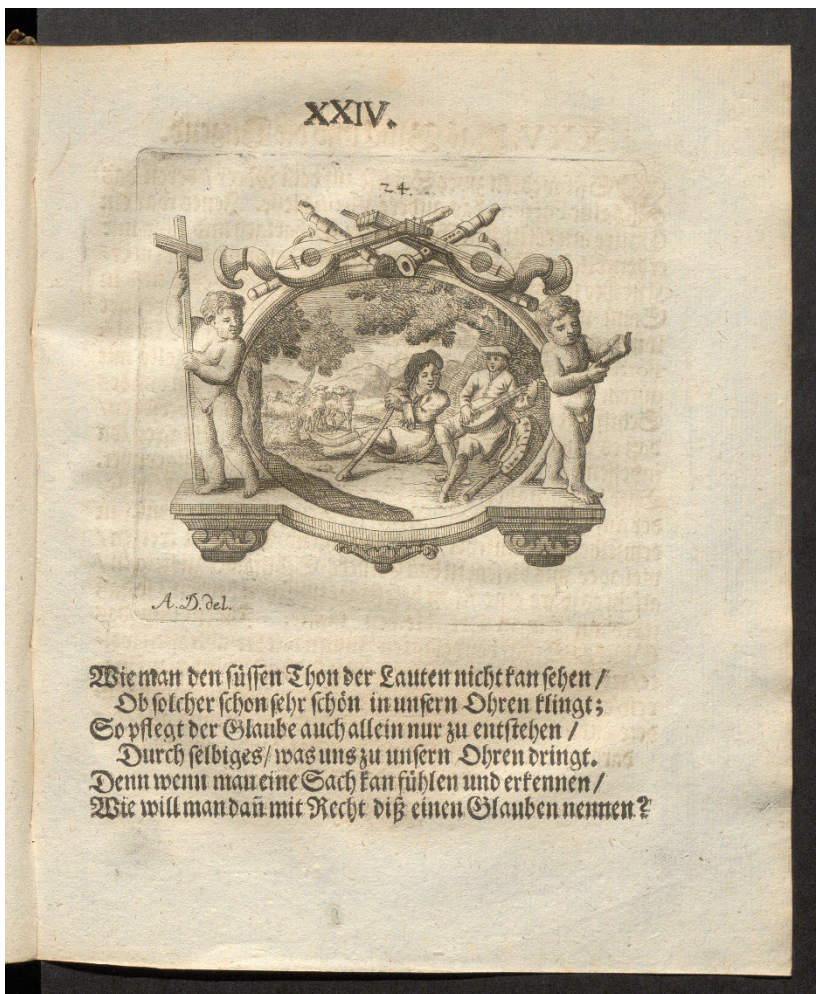 XXIV.
24.
A.D. del.
Wie man den süssen Thon der Lauten nicht kan sehen /
Ob solcher schon sehr schön in unsern Ohren klingt;
So pflegt der Glaube auch allein nur zu entstehen /
Durch selbiges / was uns zu unsern Ohren dringt.
Denn wenn man eine Sach kan fühlen und erkennen /
Wie will man dañ mit Recht diß einen Glauben nennen?